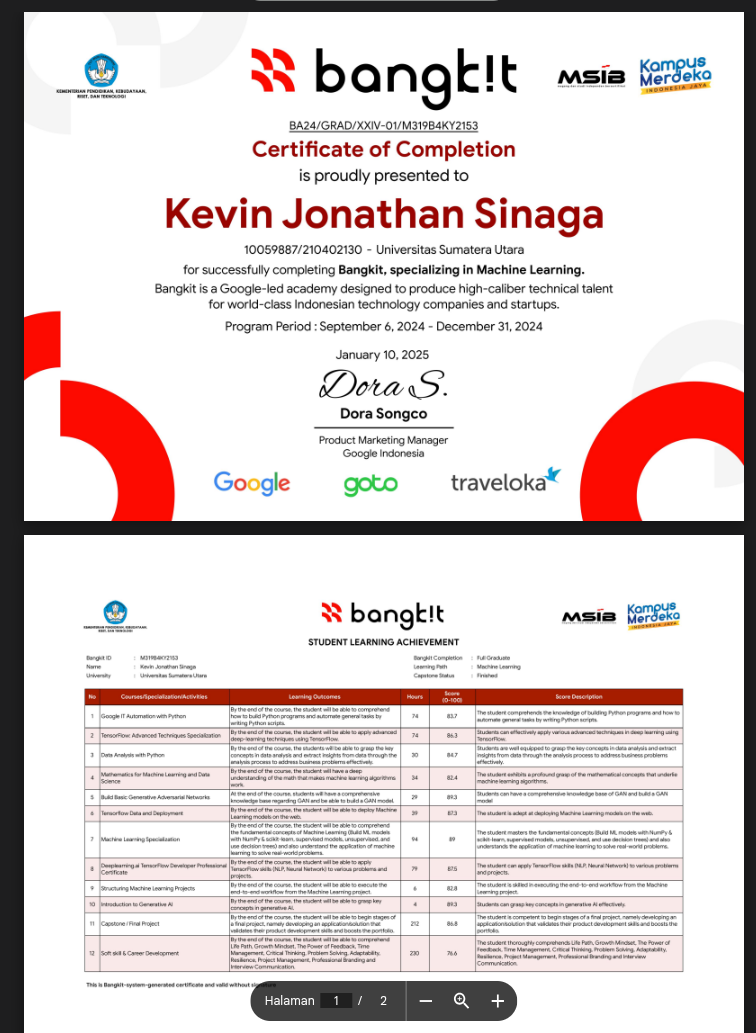 KEMENTERIAN PENDIDIKAN, KEBUDAYAAN,
RISET, DAN TEKNOLOGI
bangk!t
MSIB
Kampus
Merdeka
INDONESIA JAYA
BA24/GRAD/XXIV-01/M319B4KY2153
Certificate of Completion
is proudly presented to
Kevin Jonathan Sinaga
10059887/210402130 - Universitas Sumatera Utara
for successfully completing Bangkit, specializing in Machine Learning.
Bangkit is a Google-led academy designed to produce high-caliber technical talent
for world-class Indonesian technology companies and startups.
Program Period : September 6, 2024 - December 31, 2024
January 10, 2025
Dora S.
Dora Songco
Product Marketing Manager
Google Indonesia
Google goto traveloka
KEMENTERIAN PENDIDIKAN, KEBUDAYAAN,
RISET, DAN TEKNOLOGI
bangk!t
MSIB
Kampus
Merdeka
INDONESIA JAYA
STUDENT LEARNING ACHIEVEMENT
Bangkit ID : M319B4KY2153
Name : Kevin Jonathan Sinaga
University : Universitas Sumatera Utara
Bangkit Completion : Full Graduate
Learning Path : Machine Learning
Capstone Status : Finished
No Courses/Specialization/Activities Learning Outcomes Hours Score (0-100) Score Description
1 Google IT Automation with Python
By the end of the course, the student will be able to comprehend
how to build Python programs and automate general tasks by
writing Python scripts.
74 83.7
The student comprehends the knowledge of building Python programs and how to
automate general tasks by writing Python scripts.
2 TensorFlow: Advanced Techniques Specialization
By the end of the course, the student will be able to apply advanced
deep-learning techniques using TensorFlow.
74 86.3
Students can effectively apply various advanced techniques in deep learning using
TensorFlow.
3 Data Analysis with Python
By the end of the course, the students will be able to grasp the key
concepts in data analysis and extract insights from data through the
analysis process to address business problems effectively.
30 84.7
Students are well equipped to grasp the key concepts in data analysis and extract
insights from data through the analysis process to address business problems
effectively.
4 Mathematics for Machine Learning and Data
Science
By the end of the course, the student will have a deep
understanding of the math that makes machine learning algorithms
work.
34 82.4
The student exhibits a profound grasp of the mathematical concepts that underlie
machine learning algorithms.
5 Build Basic Generative Adversarial Networks
At the end of the course, students will have a comprehensive
knowledge base regarding GAN and be able to build a GAN model.
29 89.3
Students can have a comprehensive knowledge base of GAN and build a GAN
model
6 Tensorflow Data and Deployment
By the end of the course, the student will be able to deploy Machine
Learning models on the web.
39 87.3
The student is adept at deploying Machine Learning models on the web.
7 Machine Learning Specialization
By the end of the course, the student will be able to comprehend
the fundamental concepts of Machine Learning (Build ML models
with NumPy & scikit-learn, supervised models, unsupervised, and
use decision trees) and also understand the application of machine
learning to solve real-world problems.
94 89
The student masters the fundamental concepts (Build ML models with NumPy &
scikit-learn, supervised models, unsupervised, and use decision trees) and also
understands the application of machine learning to solve real-world problems.
8 Deeplearning.ai TensorFlow Developer Professional
Certificate
By the end of the course, the student will be able to apply
TensorFlow skills (NLP, Neural Network) to various problems and
projects.
79 87.5
The student can apply TensorFlow skills (NLP, Neural Network) to various problems
and projects.
9 Structuring Machine Learning Projects
By the end of the course, the student will be able to execute the
end-to-end workflow from the Machine Learning project.
6 82.8
The student is skilled in executing the end-to-end workflow from the Machine
Learning project.
10 Introduction to Generative AI
By the end of the course, the student will be able to grasp key
concepts in generative AI.
4 89.3
Students can grasp key concepts in generative AI effectively.
11 Capstone / Final Project
By the end of the course, the student will be able to begin stages of
a final project, namely developing an application/solution that
validates their product development skills and boosts the portfolio.
212 86.8
The student is competent to begin stages of a final project, namely developing an
application/solution that validates their product development skills and boosts the
portfolio.
12 Soft skill & Career Development
By the end of the course, the student will be able to comprehend
Life Path, Growth Mindset, The Power of Feedback, Time
Management, Critical Thinking, Problem Solving, Adaptability,
Resilience, Project Management, Professional Branding and
Interview Communication.
230 76.6
The student thoroughly comprehends Life Path, Growth Mindset, The Power of
Feedback, Time Management, Critical Thinking, Problem Solving, Adaptability,
Resilience, Project Management, Professional Branding and Interview
Communication.
This is Bangkit-system-generated certificate and valid without signature
Halaman 1 / 2